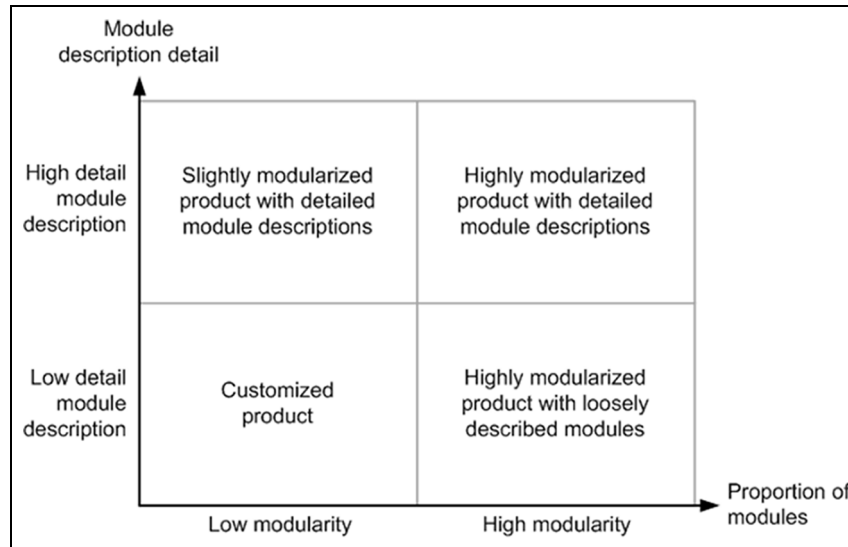 Module
description detail
High detail
module
description
Slightly modularized
product with detailed
module descriptions
Highly modularized
product with detailed
module descriptions
Low detail
module
description
Customized
product
Highly modularized
product with loosely
described modules
Proportion of
modules
Low modularity
High modularity